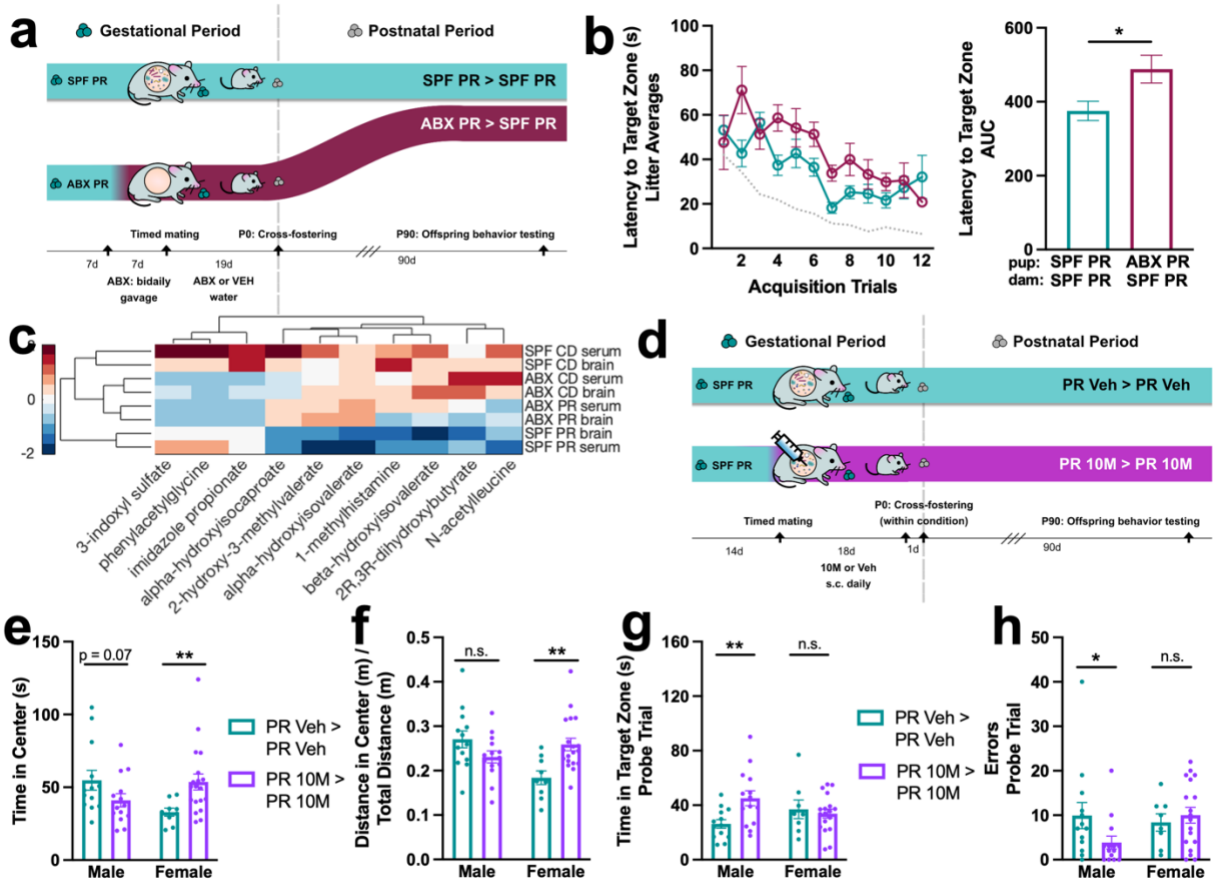 a
Gestational Period
Postnatal Period
SPF PR
SPF PR > SPF PR
ABX PR > SPF PR
ABX PR
Timed mating
P0: Cross-fostering
P90: Offspring behavior testing
7d
7d
19d
90d
ABX: bidaily
gavage
ABX or VEH
water
b
Latency to Target Zone (s)
Litter Averages
100
80
60
40
20
0
2
4
6
8
10
12
Acquisition Trials
Latency to Target Zone
AUC
600
400
200
0
*
pup: SPF PR ABX PR
dam: SPF PR SPF PR
c
0
-2
SPF CD serum
SPF CD brain
ABX CD serum
ABX CD brain
ABX PR serum
ABX PR brain
SPF PR brain
SPF PR serum
3-indoxyl sulfate
phenylacetylglycine
imidazole propionate
alpha-hydroxyisocaproate
2-hydroxy-3-methylvalerate
alpha-hydroxyisovalerate
1-methylhistamine
beta-hydroxyisovalerate
2R,3R-dihydroxybutyrate
N-acetylleucine
d
Gestational Period
Postnatal Period
SPF PR
PR Veh > PR Veh
SPF PR
PR 10M > PR 10M
Timed mating
P0: Cross-fostering
(within condition)
P90: Offspring behavior testing
14d
18d
1d
90d
10M or Veh
s.c. daily
e
Time in Center (s)
150
100
50
0
p = 0.07
**
Male
Female
PR Veh >
PR Veh
PR 10M >
PR 10M
f
Distance in Center (m) /
Total Distance (m)
0.5
0.4
0.3
0.2
0.1
0.0
n.s.
**
Male
Female
g
Time in Target Zone (s)
Probe Trial
160
120
80
40
0
**
n.s.
Male
Female
PR Veh >
PR Veh
PR 10M >
PR 10M
h
Errors
Probe Trial
50
40
30
20
10
0
*
n.s.
Male
Female